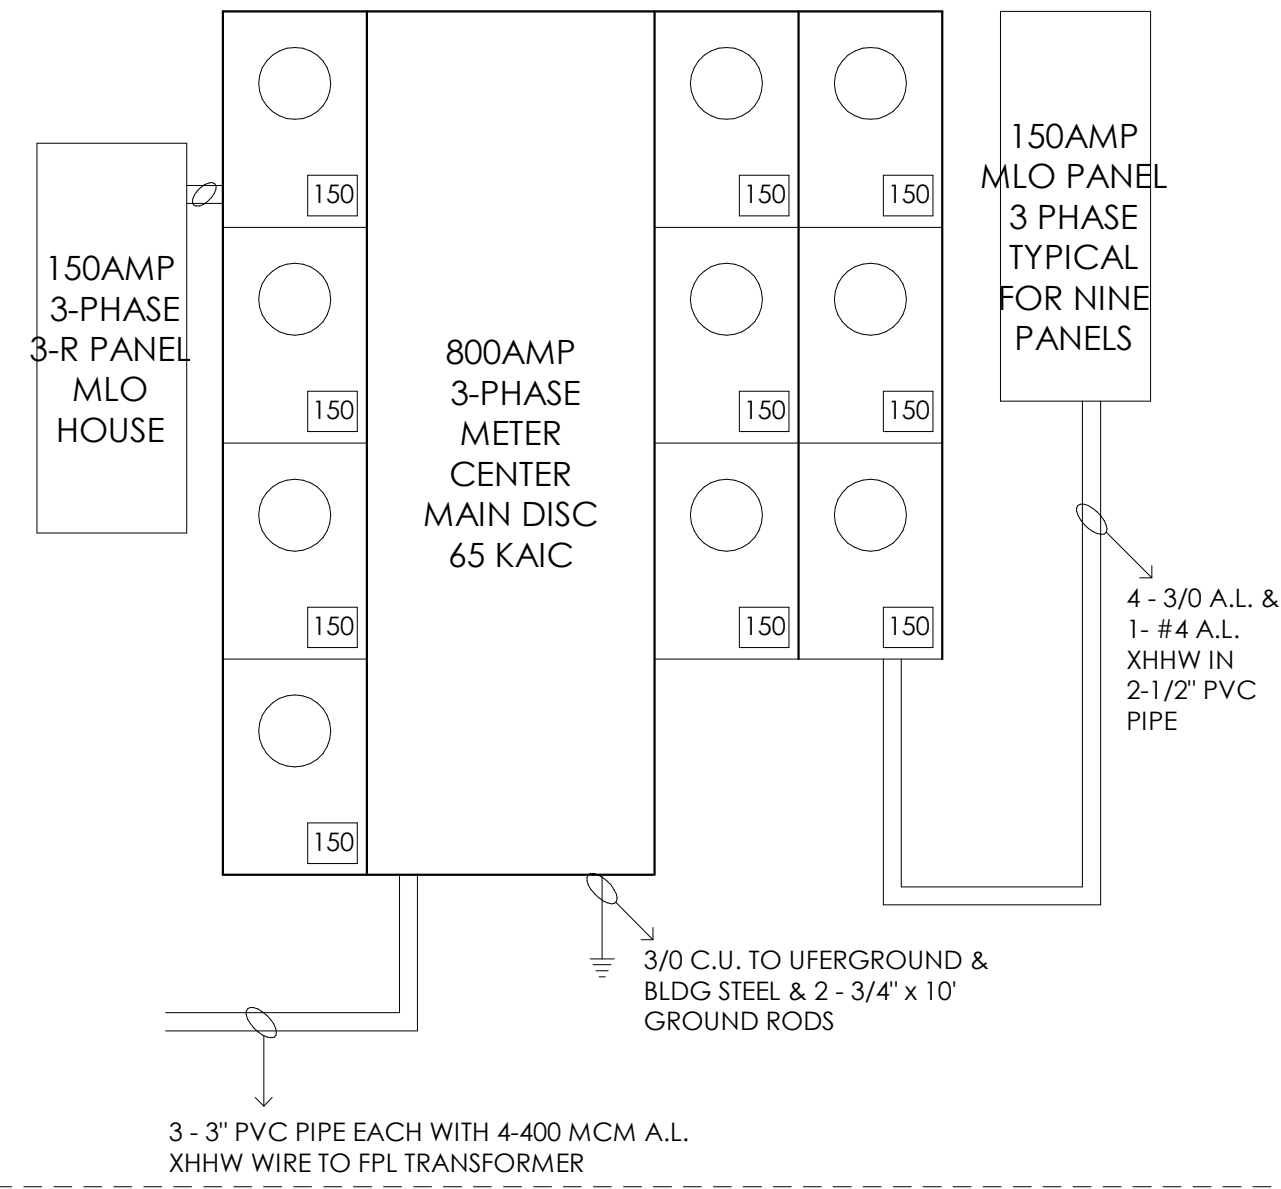 150
150
150
150
150
150
150
150
150
150
150AMP
3-PHASE
3-R PANEL
MLO
HOUSE
800AMP
3-PHASE
METER
CENTER
MAIN DISC
65 KAIC
150AMP
MLO PANEL
3 PHASE
TYPICAL
FOR NINE
PANELS
4 - 3/0 A.L. &
1- #4 A.L.
XHHW IN
2-1/2" PVC
PIPE
3/0 C.U. TO UFERGROUND &
BLDG STEEL & 2 - 3/4" x 10'
GROUND RODS
3 - 3" PVC PIPE EACH WITH 4-400 MCM A.L.
XHHW WIRE TO FPL TRANSFORMER